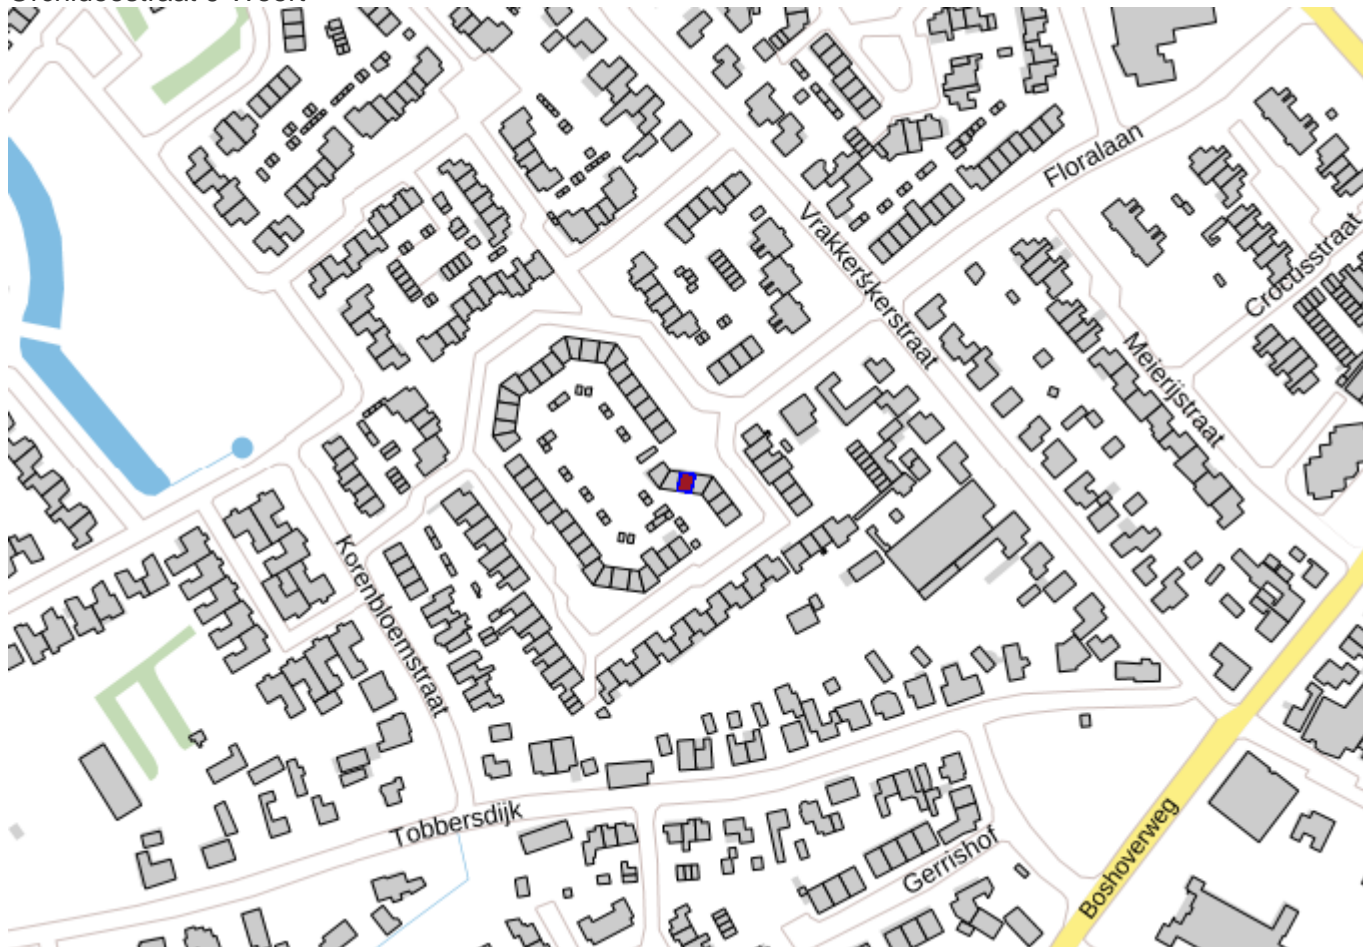 Floralaan
Vrakkerskerstraat
Crocusstraat
Meierijstraat
Korenbloemstraat
Tobbersdijk
Gerrishof
Boshoverweg